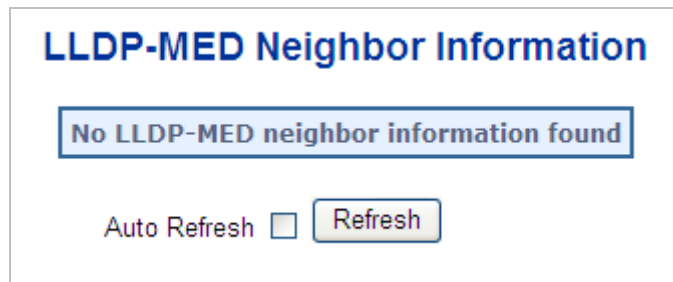 LLDP-MED Neighbor Information
No LLDP-MED neighbor information found
Auto Refresh Refresh